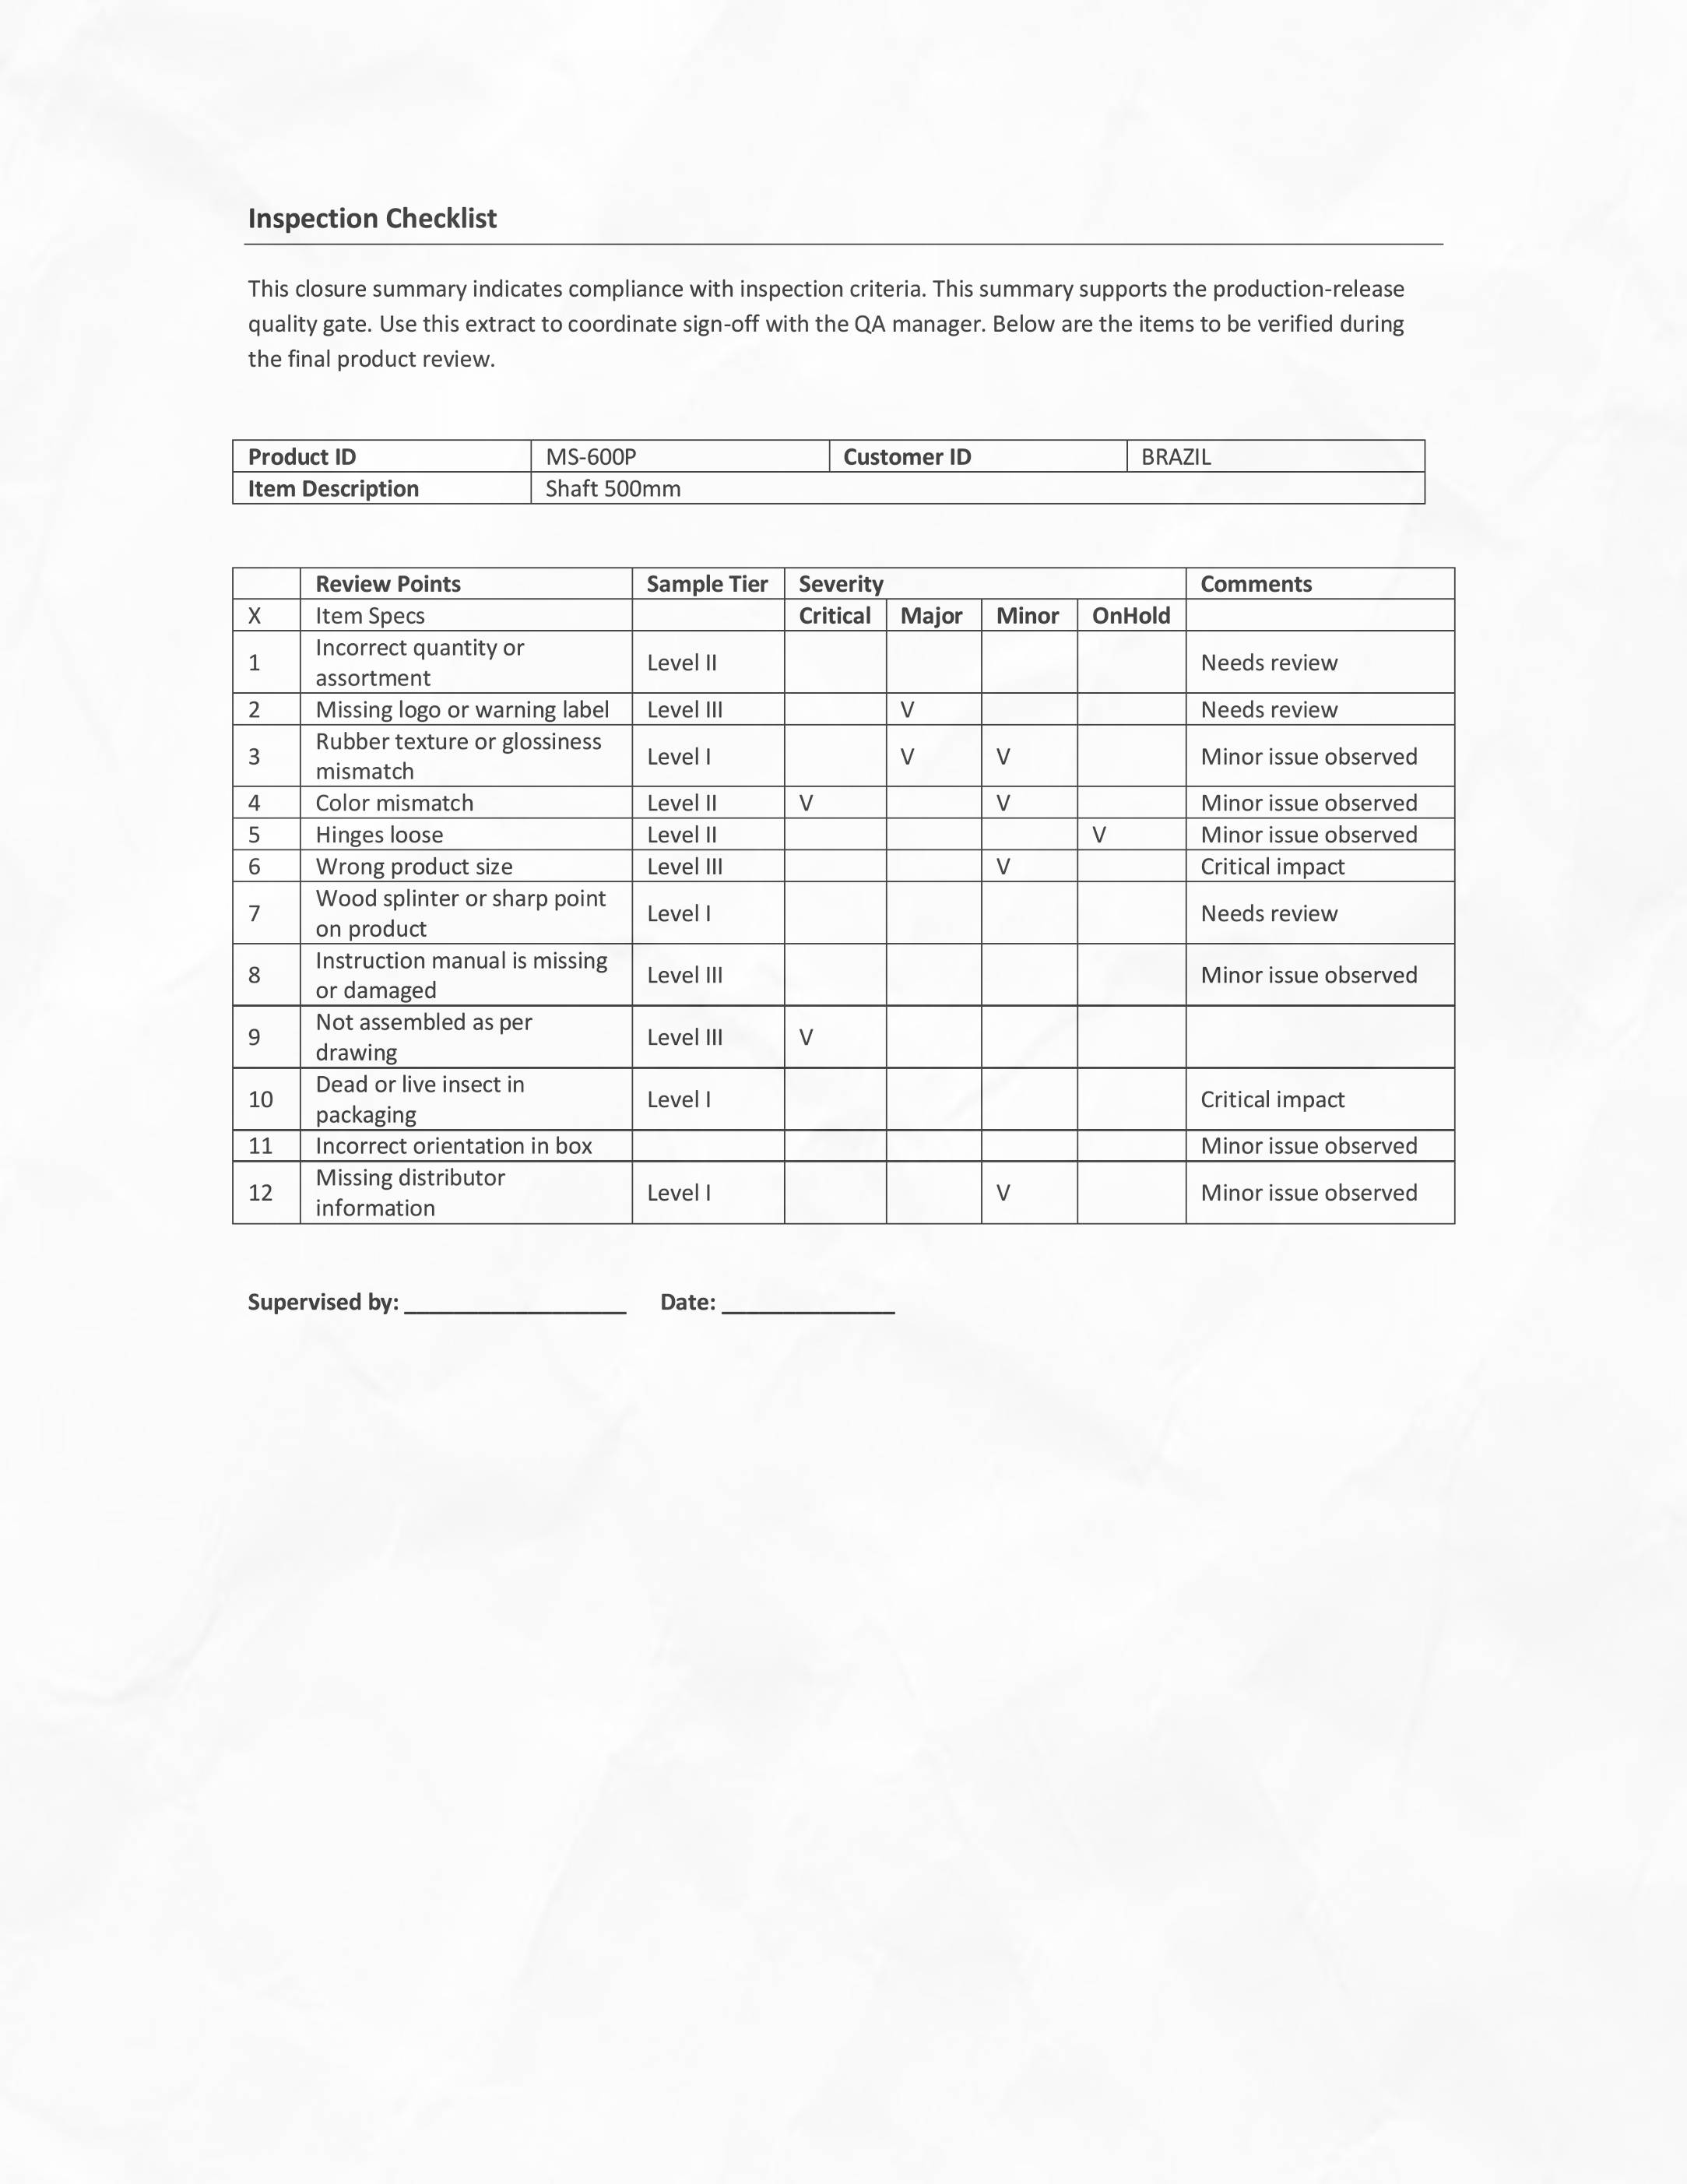 Inspection Checklist
This closure summary indicates compliance with inspection criteria. This summary supports the production-release
quality gate. Use this extract to coordinate sign-off with the QA manager. Below are the items to be verified during
the final product review.
Product ID MS-600P Customer ID BRAZIL
Item Description Shaft 500mm
Review Points Sample Tier Severity Comments
X Item Specs Critical Major Minor OnHold
1 Incorrect quantity or
assortment Level II Needs review
2 Missing logo or warning label Level III V Needs review
3 Rubber texture or glossiness
mismatch Level I V V Minor issue observed
4 Color mismatch Level II V V Minor issue observed
5 Hinges loose Level II V Minor issue observed
6 Wrong product size Level III V Critical impact
7 Wood splinter or sharp point
on product Level I Needs review
8 Instruction manual is missing
or damaged Level III Minor issue observed
9 Not assembled as per
drawing Level III V
10 Dead or live insect in
packaging Level I Critical impact
11 Incorrect orientation in box Minor issue observed
12 Missing distributor
information Level I V Minor issue observed
Supervised by: __________________ Date: ______________